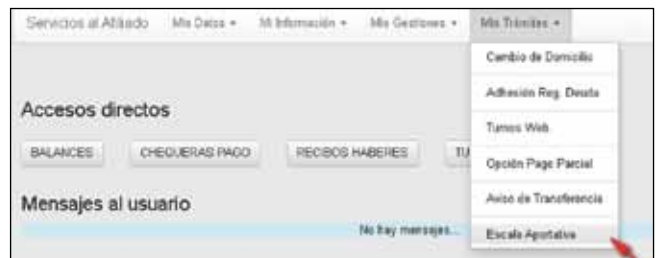 Servicios al Afiliado Mis Datos Mi Información Mis Gestiones Mis Trámites
Cambio de Domicilio
Adhesión Reg. Deuda
Turnos Web
Opción Pago Parcial
Aviso de Transferencia
Escala Aportativa
Accesos directos
BALANCES CHEQUERAS PAGO RECIBOS HABERES TU
Mensajes al usuario
No hay mensajes...